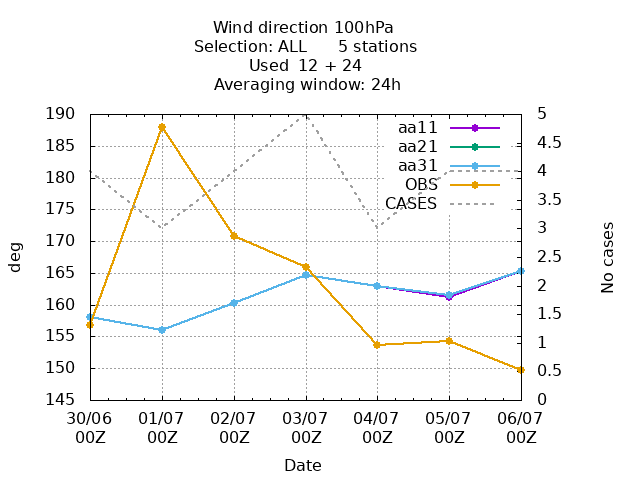 Wind direction 100hPa
Selection: ALL      5 stations
Used  12 + 24
Averaging window: 24h
190
185
180
175
170
165
160
155
150
145
deg
5
4.5
4
3.5
3
2.5
2
1.5
1
0.5
0
No cases
aa11
aa21
aa31
OBS
CASES
30/06 01/07 02/07 03/07 04/07 05/07 06/07
00Z 00Z 00Z 00Z 00Z 00Z 00Z
Date